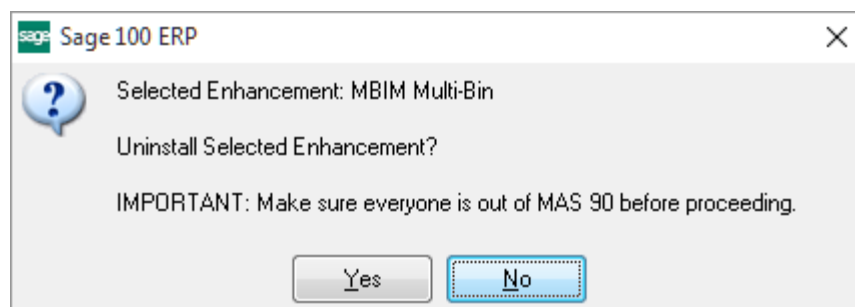 sage Sage 100 ERP
Selected Enhancement: MBIM Multi-Bin
Uninstall Selected Enhancement?
IMPORTANT: Make sure everyone is out of MAS 90 before proceeding.
Yes No